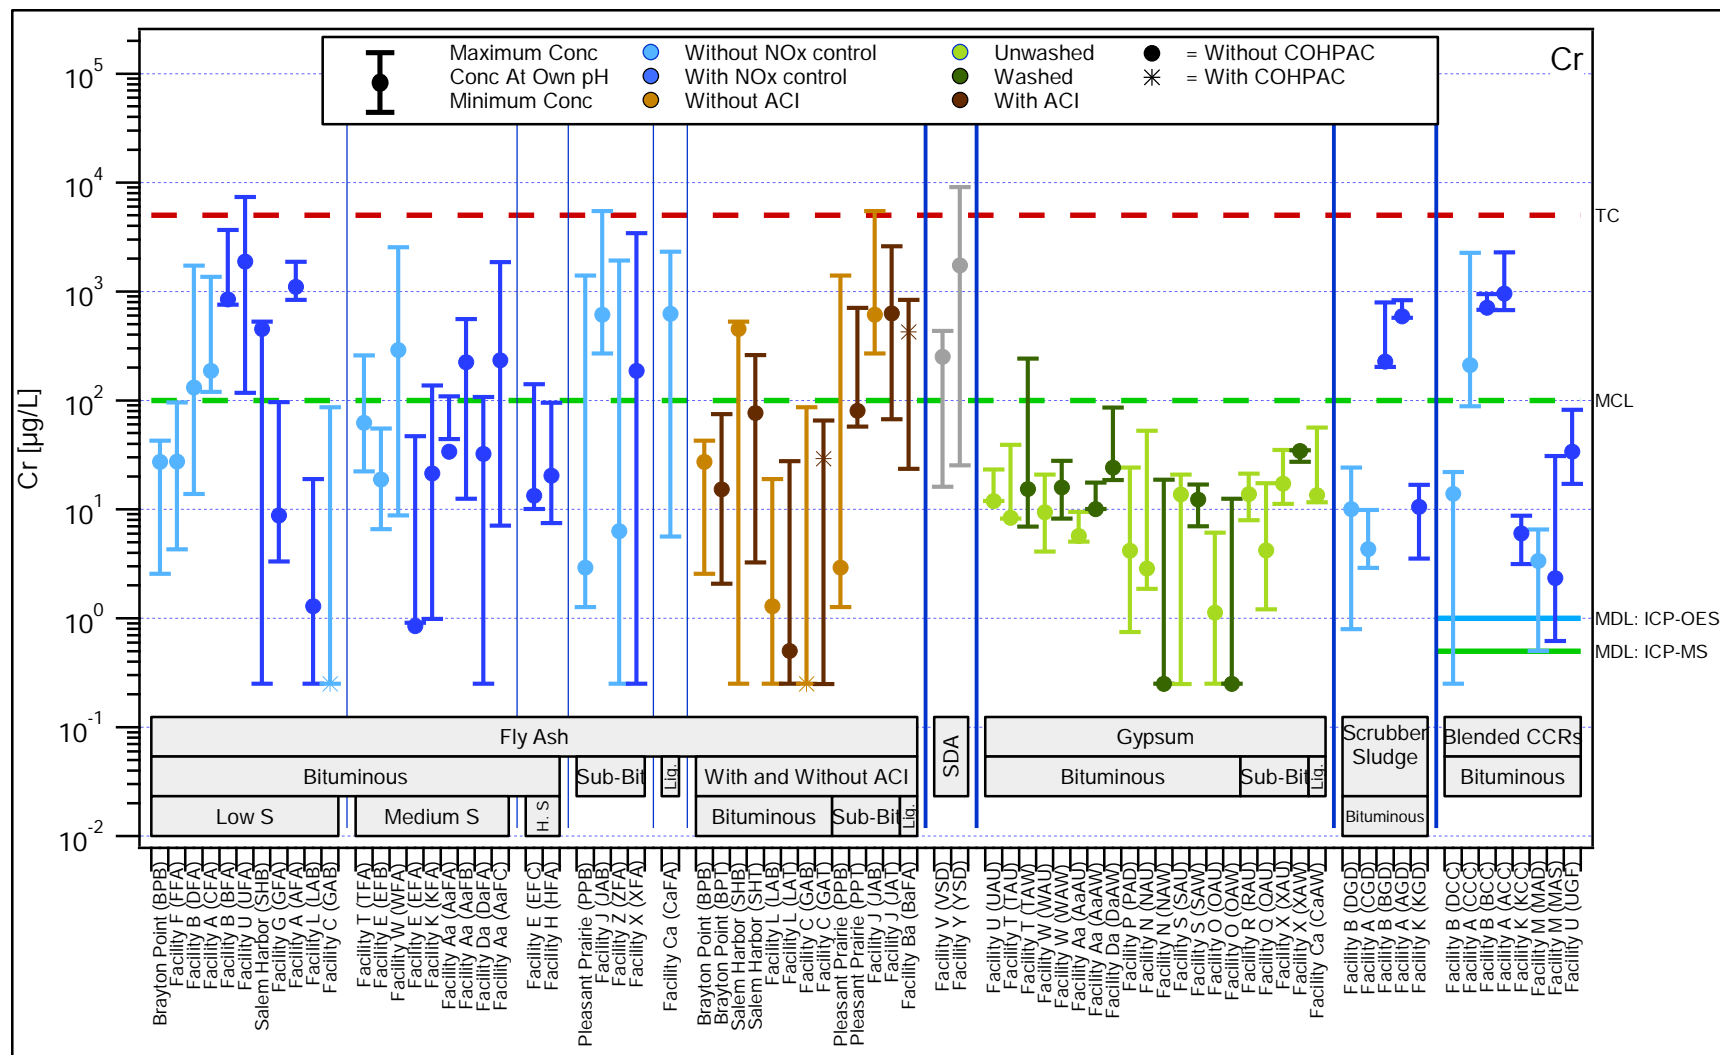 Cr
Maximum Conc
Conc At Own pH
Minimum Conc
Without NOx control
With NOx control
Without ACI
Unwashed
Washed
With ACI
= Without COHPAC
= With COHPAC
Cr [µg/L]
10^5
10^4
10^3
10^2
10^1
10^0
10^-1
10^-2
TC
MCL
MDL: ICP-OES
MDL: ICP-MS
Fly Ash
Bituminous
Sub-Bit
Lig.
With and Without ACI
Low S
Medium S
H. S
Bituminous
Sub-Bit
Lig.
SDA
Gypsum
Bituminous
Sub-Bit
Lig.
Scrubber
Sludge
Bituminous
Blended CCRs
Bituminous
Brayton Point (BPB)
Facility F (FFA)
Facility B (DFA)
Facility A (CFA)
Facility B (BFA)
Facility U (UFA)
Salem Harbor (SHB)
Facility G (GFA)
Facility A (AFA)
Facility L (LAB)
Facility C (GAB)
Facility T (TFA)
Facility E (EFB)
Facility W (WFA)
Facility E (EFA)
Facility K (KFA)
Facility Aa (AaFA)
Facility Aa (AaFB)
Facility Da (DaFA)
Facility Aa (AaFC)
Facility E (EFC)
Facility H (HFA)
Pleasant Prairie (PPB)
Facility J (JAB)
Facility Z (ZFA)
Facility X (XFA)
Facility Ca (CaFA)
Brayton Point (BPB)
Brayton Point (BPT)
Salem Harbor (SHB)
Salem Harbor (SHT)
Facility L (LAB)
Facility L (LAT)
Facility C (GAB)
Facility C (GAT)
Pleasant Prairie (PPB)
Pleasant Prairie (PPT)
Facility J (JAB)
Facility J (JAT)
Facility Ba (BaFA)
Facility V (VSD)
Facility Y (YSD)
Facility U (UAU)
Facility T (TAU)
Facility T (TAW)
Facility W (WAU)
Facility W (WAW)
Facility Aa (AaAU)
Facility Aa (AaAW)
Facility Da (DaAW)
Facility P (PAD)
Facility N (NAU)
Facility N (NAW)
Facility S (SAU)
Facility S (SAW)
Facility O (OAU)
Facility O (OAW)
Facility R (RAU)
Facility Q (QAU)
Facility X (XAU)
Facility X (XAW)
Facility Ca (CaAW)
Facility B (DGD)
Facility A (CGD)
Facility B (BGD)
Facility A (AGD)
Facility K (KGD)
Facility B (DCC)
Facility A (CCC)
Facility B (BCC)
Facility A (ACC)
Facility K (KCC)
Facility M (MAD)
Facility M (MAS)
Facility U (UGF)